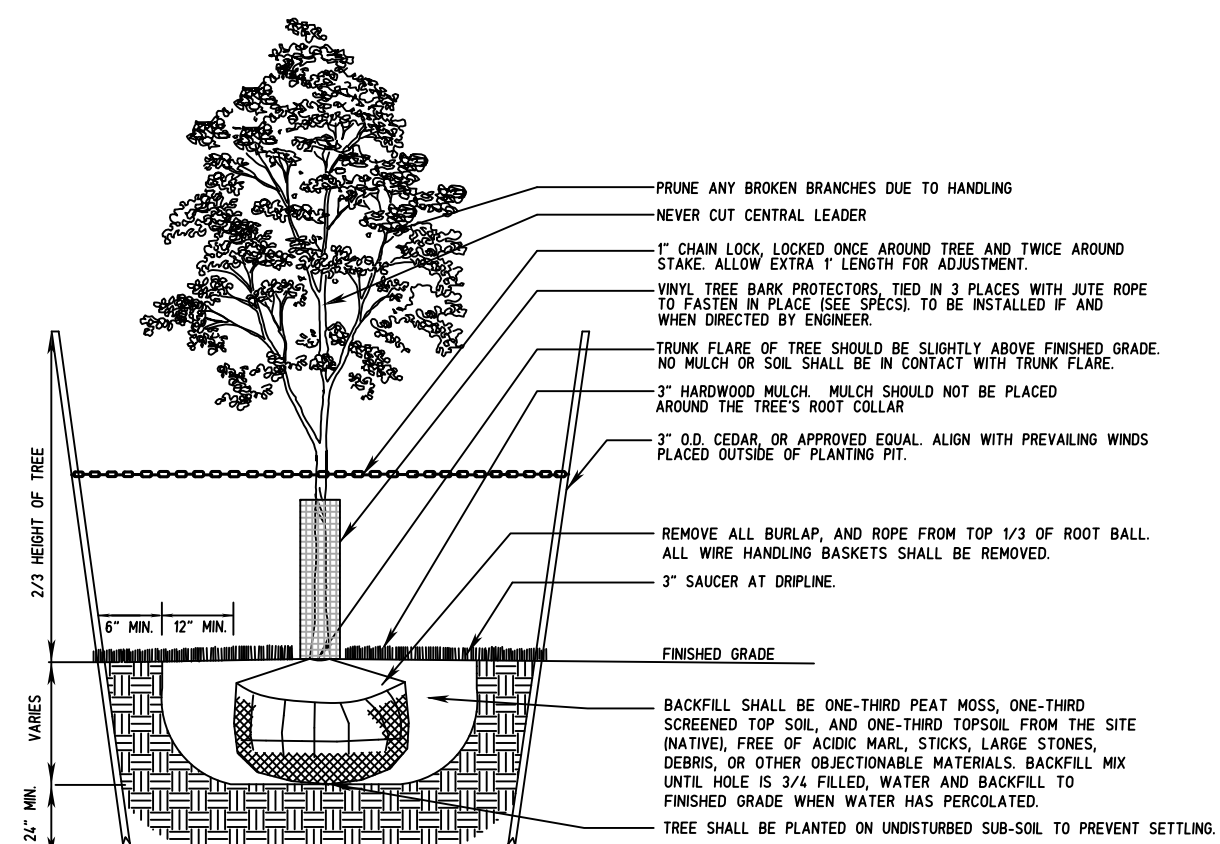 PRUNE ANY BROKEN BRANCHES DUE TO HANDLING
NEVER CUT CENTRAL LEADER
1" CHAIN LOCK, LOCKED ONCE AROUND TREE AND TWICE AROUND
STAKE. ALLOW EXTRA 1' LENGTH FOR ADJUSTMENT.
VINYL TREE BARK PROTECTORS, TIED IN 3 PLACES WITH JUTE ROPE
TO FASTEN IN PLACE (SEE SPECS). TO BE INSTALLED IF AND
WHEN DIRECTED BY ENGINEER.
TRUNK FLARE OF TREE SHOULD BE SLIGHTLY ABOVE FINISHED GRADE.
NO MULCH OR SOIL SHALL BE IN CONTACT WITH TRUNK FLARE.
3" HARDWOOD MULCH. MULCH SHOULD NOT BE PLACED
AROUND THE TREE'S ROOT COLLAR
3" O.D. CEDAR, OR APPROVED EQUAL. ALIGN WITH PREVAILING WINDS
PLACED OUTSIDE OF PLANTING PIT.
REMOVE ALL BURLAP, AND ROPE FROM TOP 1/3 OF ROOT BALL.
ALL WIRE HANDLING BASKETS SHALL BE REMOVED.
3" SAUCER AT DRIPLINE.
FINISHED GRADE
BACKFILL SHALL BE ONE-THIRD PEAT MOSS, ONE-THIRD
SCREENED TOP SOIL, AND ONE-THIRD TOPSOIL FROM THE SITE
(NATIVE), FREE OF ACIDIC MARL, STICKS, LARGE STONES,
DEBRIS, OR OTHER OBJECTIONABLE MATERIALS. BACKFILL MIX
UNTIL HOLE IS 3/4 FILLED, WATER AND BACKFILL TO
FINISHED GRADE WHEN WATER HAS PERCOLATED.
TREE SHALL BE PLANTED ON UNDISTURBED SUB-SOIL TO PREVENT SETTLING.
2/3 HEIGHT OF TREE
6" MIN.
12" MIN.
VARIES
24" MIN.